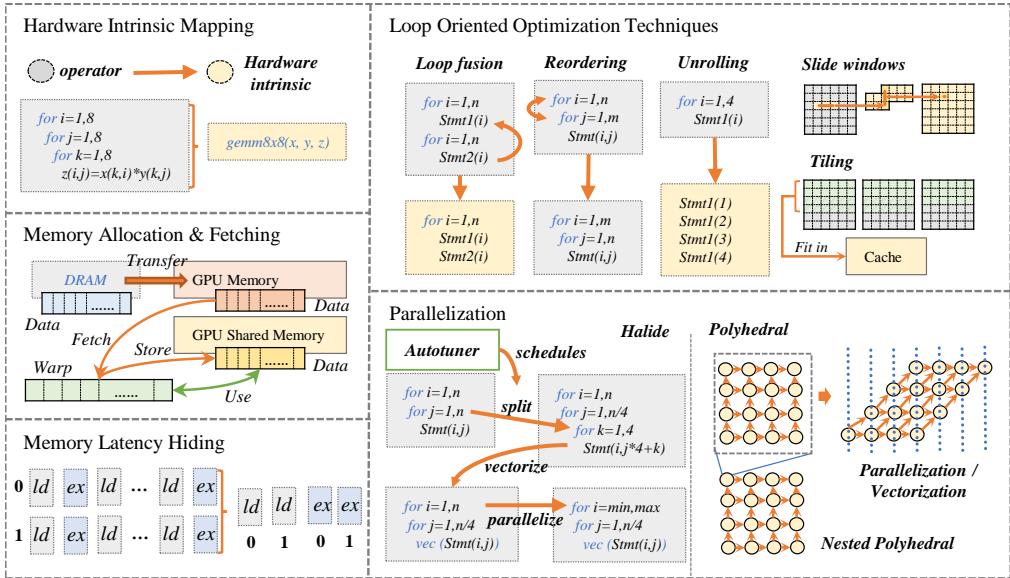 Hardware Intrinsic Mapping
operator
Hardware
intrinsic
for i=1,8
for j=1,8
for k=1,8
z(i,j)=x(k,i)*y(k,j)
gemm8x8(x, y, z)
Memory Allocation & Fetching
DRAM
Transfer
GPU Memory
......
......
Data
Data
Fetch
GPU Shared Memory
Store
......
Data
Warp
......
Use
Memory Latency Hiding
0
ld
ex
ld
...
ld
ex
1
ld
ex
ld
...
ld
ex
ld
ld
ex
ex
0
1
0
1
Loop Oriented Optimization Techniques
Loop fusion
for i=1,n
Stmt1(i)
for i=1,n
Stmt2(i)
for i=1,n
Stmt1(i)
Stmt2(i)
Reordering
for i=1,n
for j=1,m
Stmt(i,j)
for i=1,m
for j=1,n
Stmt(i,j)
Unrolling
for i=1,4
Stmt1(i)
Stmt1(1)
Stmt1(2)
Stmt1(3)
Stmt1(4)
Slide windows
Tiling
Fit in
Cache
Parallelization
Autotuner
schedules
Halide
for i=1,n
for j=1,n
Stmt(i,j)
split
for i=1,n
for j=1,n/4
for k=1,4
Stmt(i,j*4+k)
vectorize
for i=1,n
for j=1,n/4
vec (Stmt(i,j))
parallelize
for i=min,max
for j=1,n/4
vec (Stmt(i,j))
Polyhedral
Parallelization /
Vectorization
Nested Polyhedral